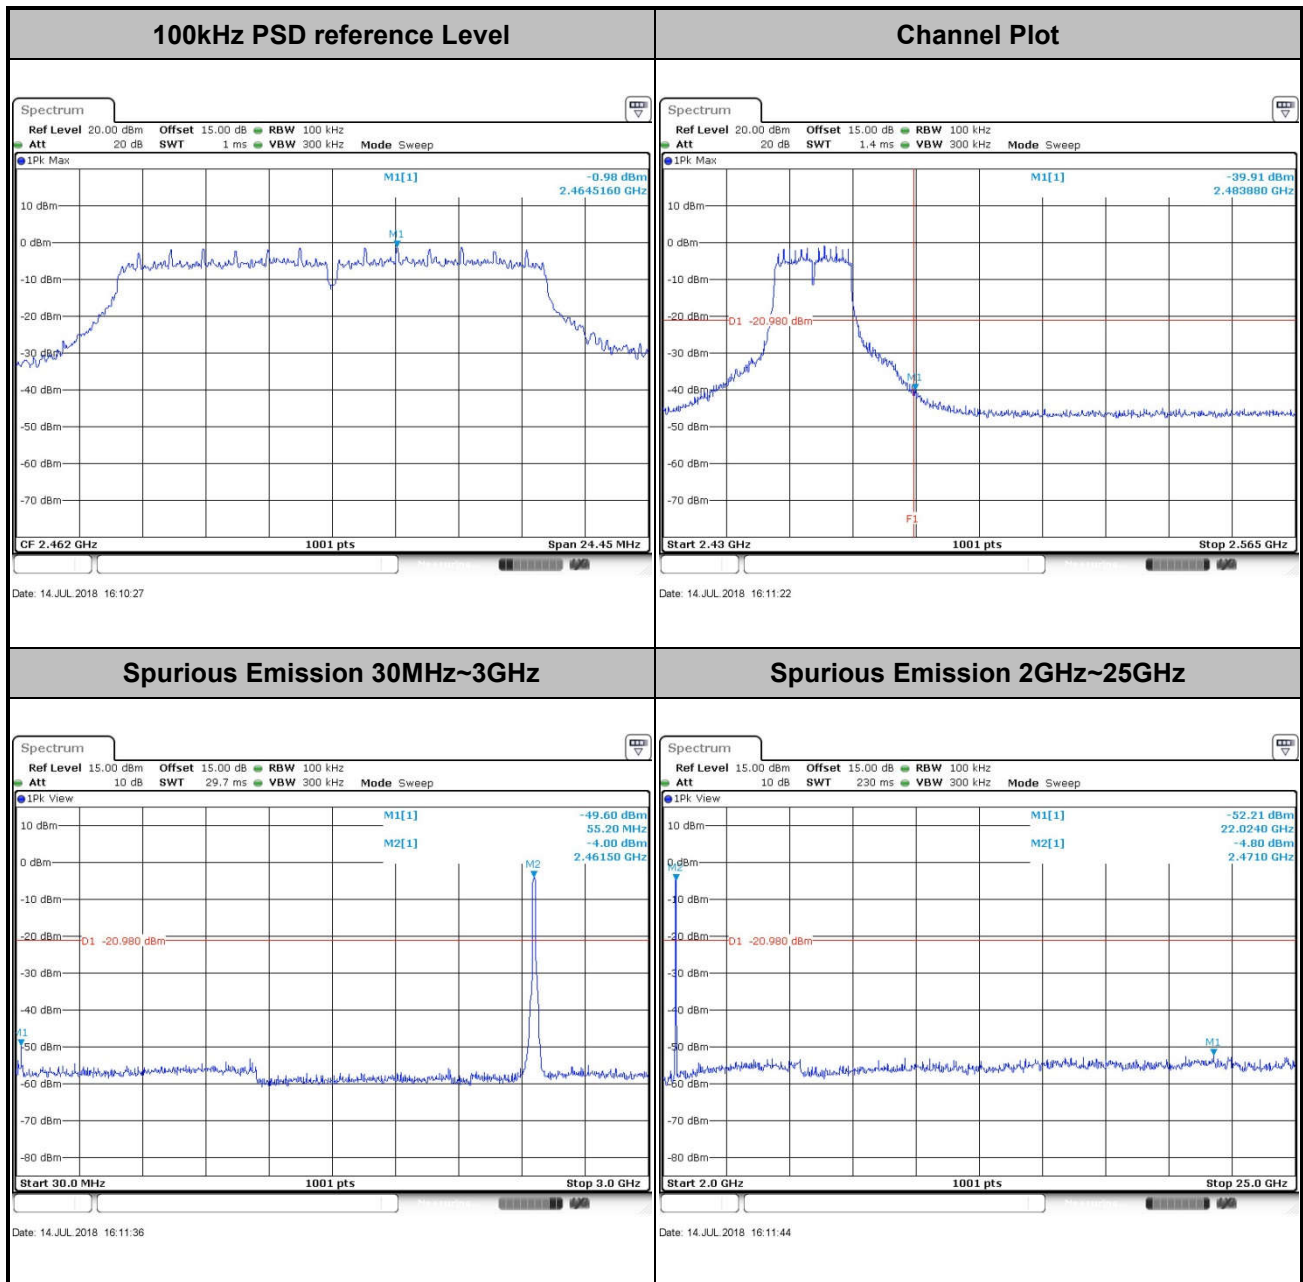 100kHz PSD reference Level
Spectrum
Ref Level 20.00 dBm Offset 15.00 dB RBW 100 kHz
Att 20 dB SWT 1 ms VBW 300 kHz Mode Sweep
1Pk Max
M1[1] -0.98 dBm
2.4645160 GHz
10 dBm
M1
0 dBm
-10 dBm
-20 dBm
-30 dBm
-40 dBm
-50 dBm
-60 dBm
-70 dBm
CF 2.462 GHz 1001 pts Span 24.45 MHz
Date: 14.JUL.2018 16:10:27
Channel Plot
Spectrum
Ref Level 20.00 dBm Offset 15.00 dB RBW 100 kHz
Att 20 dB SWT 1.4 ms VBW 300 kHz Mode Sweep
1Pk Max
M1[1] -39.91 dBm
2.483880 GHz
10 dBm
0 dBm
-10 dBm
-20 dBm
D1 -20.980 dBm
-30 dBm
M1
-40 dBm
-50 dBm
-60 dBm
-70 dBm
F1
Start 2.43 GHz 1001 pts Stop 2.565 GHz
Date: 14.JUL.2018 16:11:22
Spurious Emission 30MHz~3GHz
Spectrum
Ref Level 15.00 dBm Offset 15.00 dB RBW 100 kHz
Att 10 dB SWT 29.7 ms VBW 300 kHz Mode Sweep
1Pk View
M1[1] -49.60 dBm
55.20 MHz
10 dBm
M2[1] -4.00 dBm
2.46150 GHz
0 dBm
M2
-10 dBm
-20 dBm
D1 -20.980 dBm
-30 dBm
-40 dBm
M1
-50 dBm
-60 dBm
-70 dBm
-80 dBm
Start 30.0 MHz 1001 pts Stop 3.0 GHz
Date: 14.JUL.2018 16:11:36
Spurious Emission 2GHz~25GHz
Spectrum
Ref Level 15.00 dBm Offset 15.00 dB RBW 100 kHz
Att 10 dB SWT 230 ms VBW 300 kHz Mode Sweep
1Pk View
M1[1] -52.21 dBm
22.0240 GHz
10 dBm
M2[1] -4.80 dBm
2.4710 GHz
0 dBm
M2
-10 dBm
-20 dBm
D1 -20.980 dBm
-30 dBm
-40 dBm
M1
-50 dBm
-60 dBm
-70 dBm
-80 dBm
Start 2.0 GHz 1001 pts Stop 25.0 GHz
Date: 14.JUL.2018 16:11:44